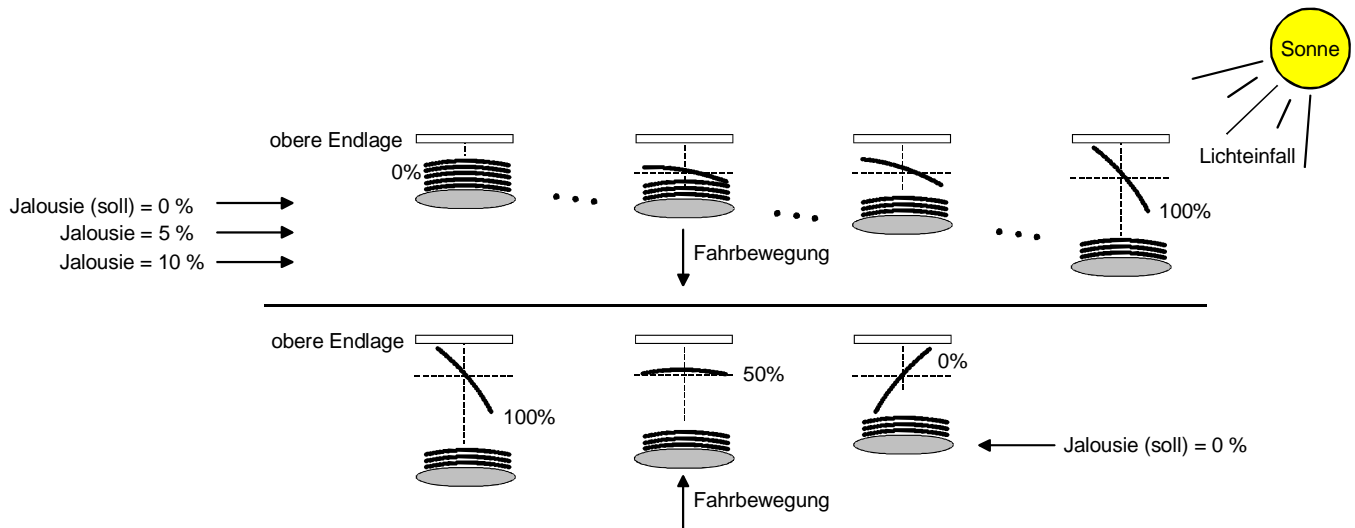 Sonne
Lichteinfall
obere Endlage
0%
100%
Jalousie (soll) = 0 %
Jalousie = 5 %
Jalousie = 10 %
Fahrbewegung
obere Endlage
100%
50%
0%
Jalousie (soll) = 0 %
Fahrbewegung